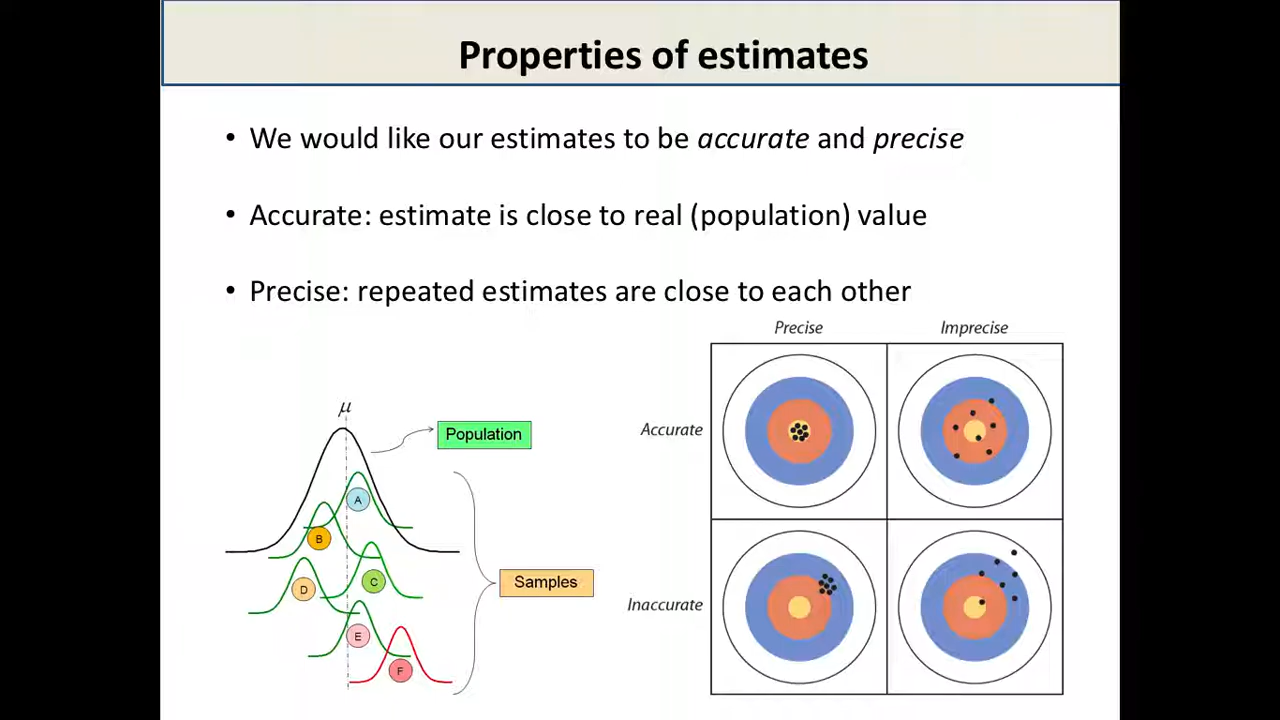 Properties of estimates
• We would like our estimates to be accurate and precise
• Accurate: estimate is close to real (population) value
• Precise: repeated estimates are close to each other
μ
Population
A
B
C
D
E
F
Samples
Precise
Imprecise
Accurate
Inaccurate